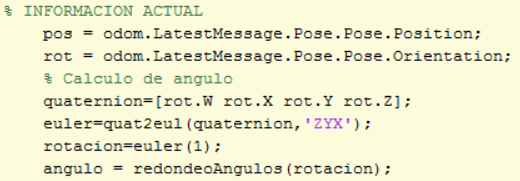 % INFORMACION ACTUAL
pos = odom.LatestMessage.Pose.Pose.Position;
rot = odom.LatestMessage.Pose.Pose.Orientation;
% Calculo de angulo
quaternion=[rot.W rot.X rot.Y rot.Z];
euler=quat2eul(quaternion,'ZYX');
rotacion=euler(1);
angulo = redondeoAngulos(rotacion);